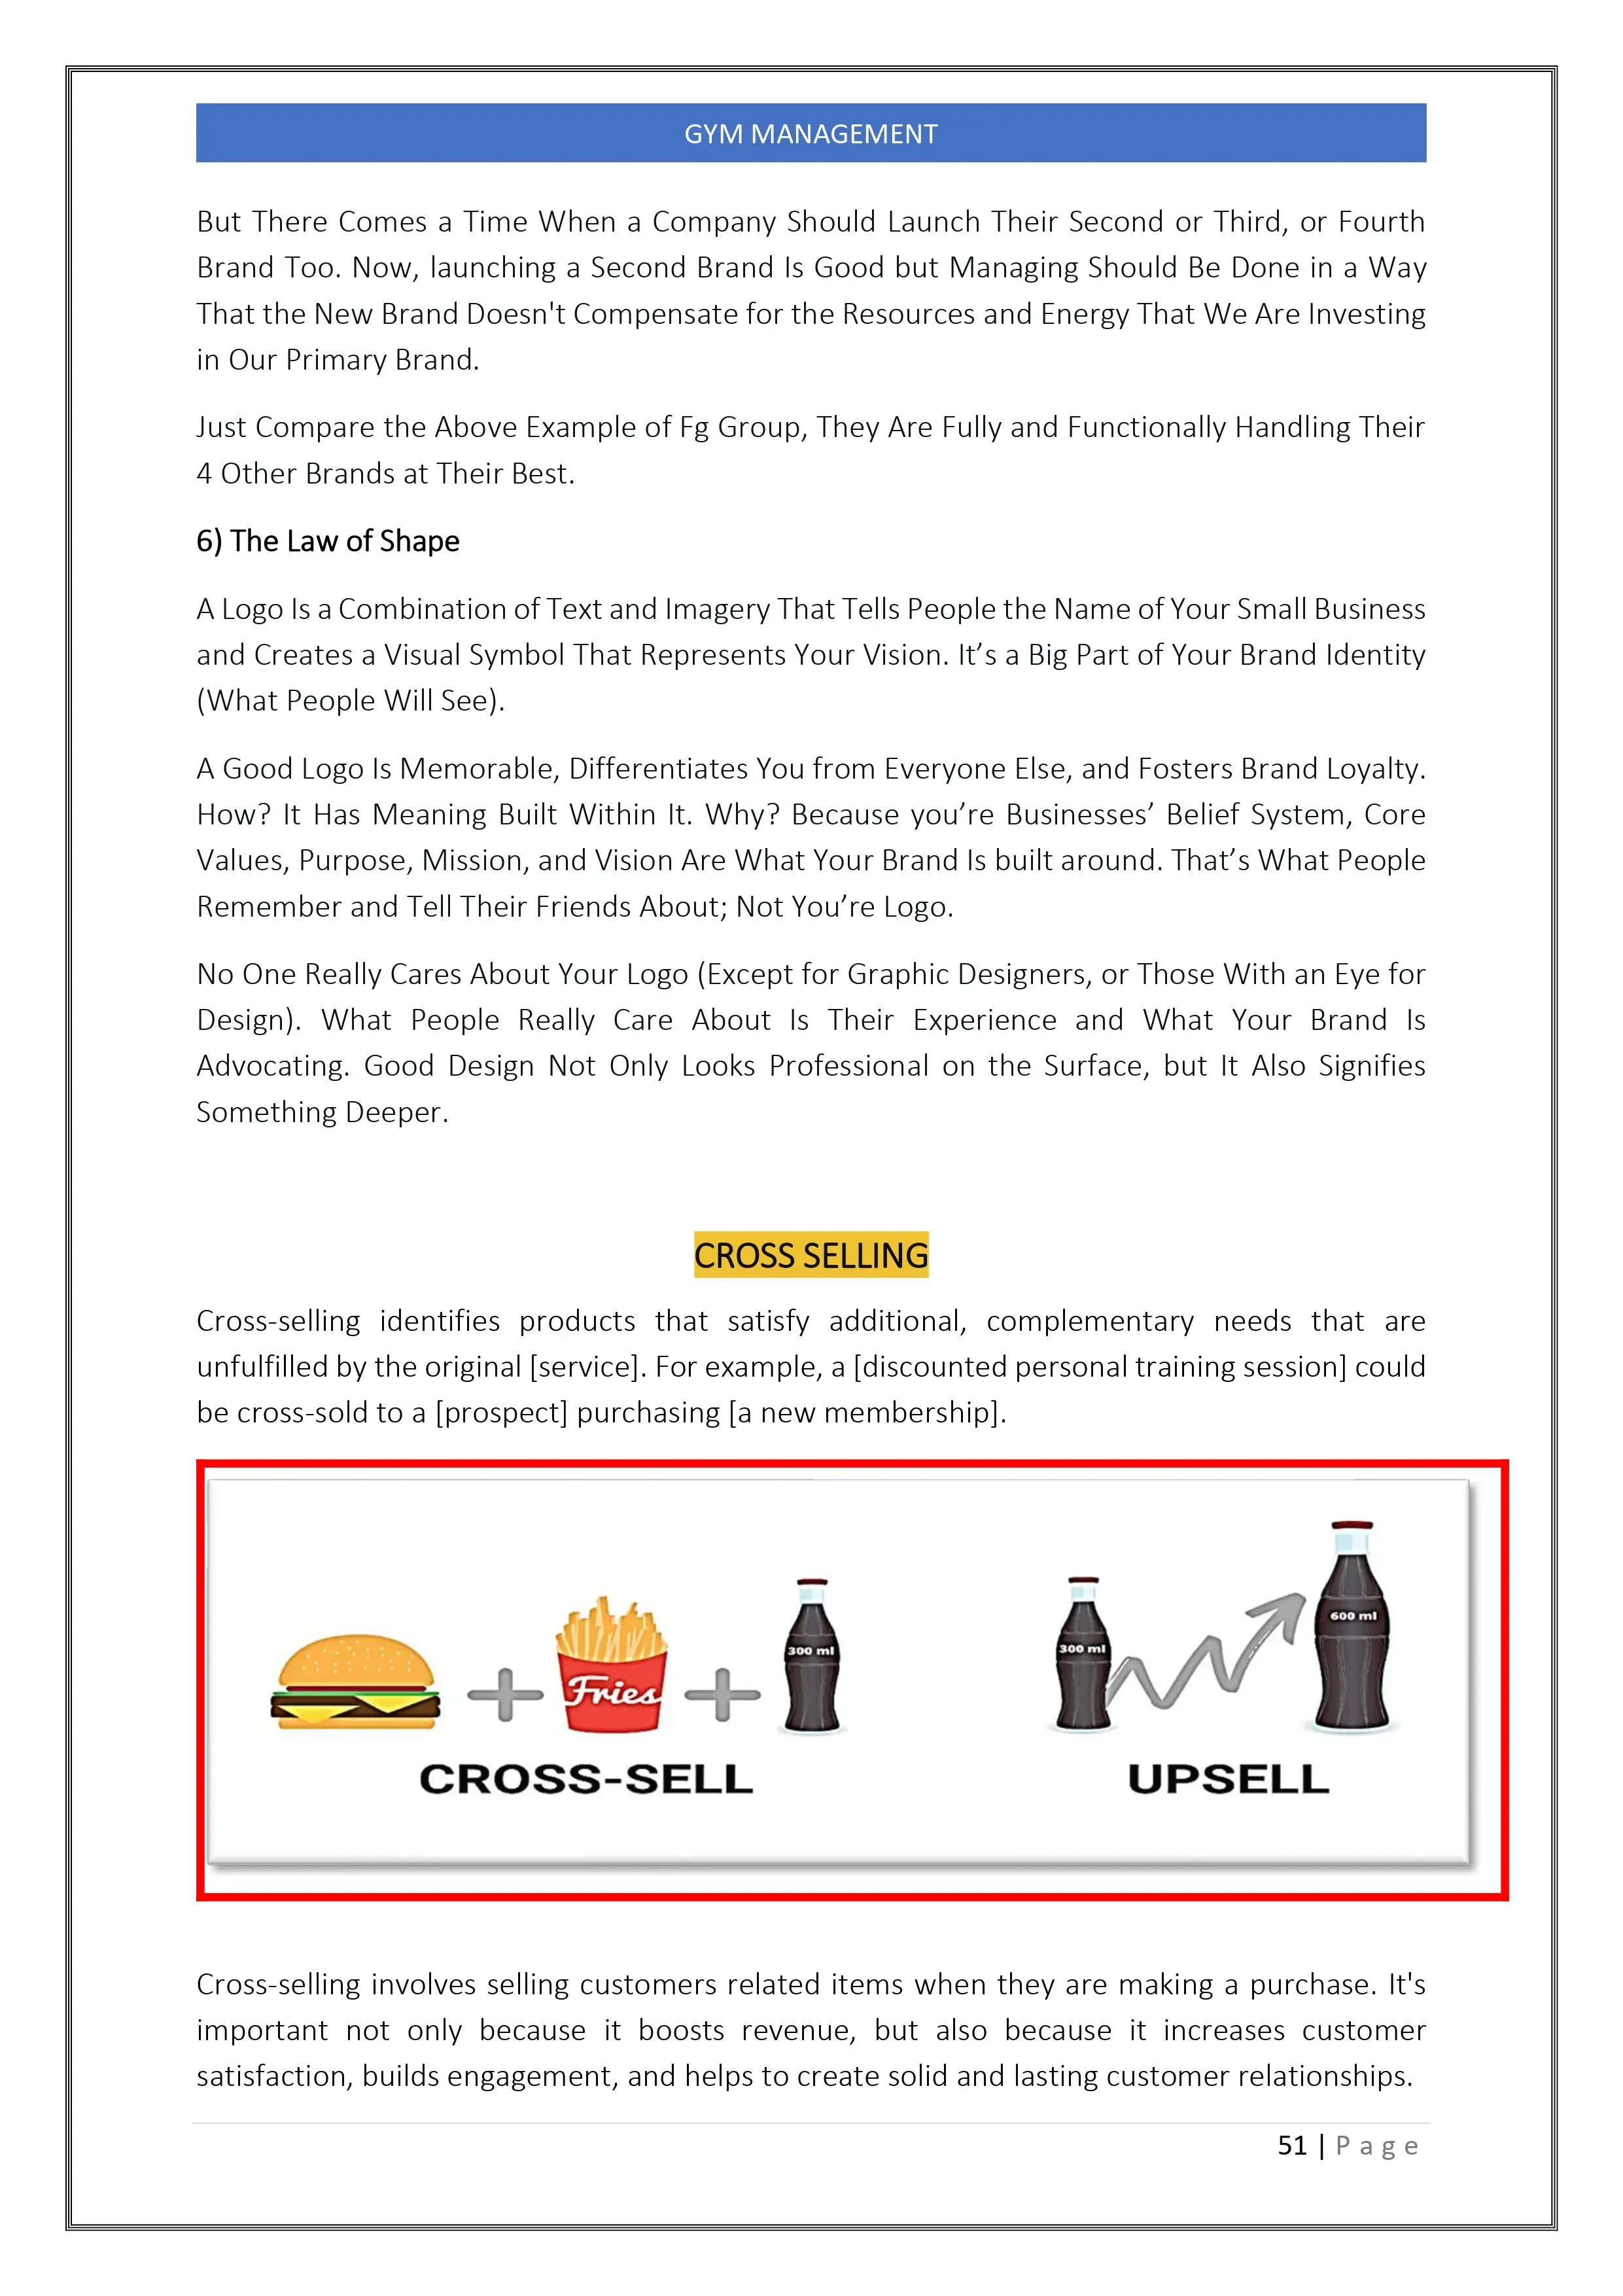 GYM MANAGEMENT
But There Comes a Time When a Company Should Launch Their Second or Third, or Fourth
Brand Too. Now, launching a Second Brand Is Good but Managing Should Be Done in a Way
That the New Brand Doesn't Compensate for the Resources and Energy That We Are Investing
in Our Primary Brand.
Just Compare the Above Example of Fg Group, They Are Fully and Functionally Handling Their
4 Other Brands at Their Best.
6) The Law of Shape
A Logo Is a Combination of Text and Imagery That Tells People the Name of Your Small Business
and Creates a Visual Symbol That Represents Your Vision. It’s a Big Part of Your Brand Identity
(What People Will See).
A Good Logo Is Memorable, Differentiates You from Everyone Else, and Fosters Brand Loyalty.
How? It Has Meaning Built Within It. Why? Because you’re Businesses’ Belief System, Core
Values, Purpose, Mission, and Vision Are What Your Brand Is built around. That’s What People
Remember and Tell Their Friends About; Not You’re Logo.
No One Really Cares About Your Logo (Except for Graphic Designers, or Those With an Eye for
Design). What People Really Care About Is Their Experience and What Your Brand Is
Advocating. Good Design Not Only Looks Professional on the Surface, but It Also Signifies
Something Deeper.
CROSS SELLING
Cross-selling identifies products that satisfy additional, complementary needs that are
unfulfilled by the original [service]. For example, a [discounted personal training session] could
be cross-sold to a [prospect] purchasing [a new membership].
Fries
300 ml
300 ml
600 ml
CROSS-SELL
UPSELL
Cross-selling involves selling customers related items when they are making a purchase. It's
important not only because it boosts revenue, but also because it increases customer
satisfaction, builds engagement, and helps to create solid and lasting customer relationships.
51 | P a g e